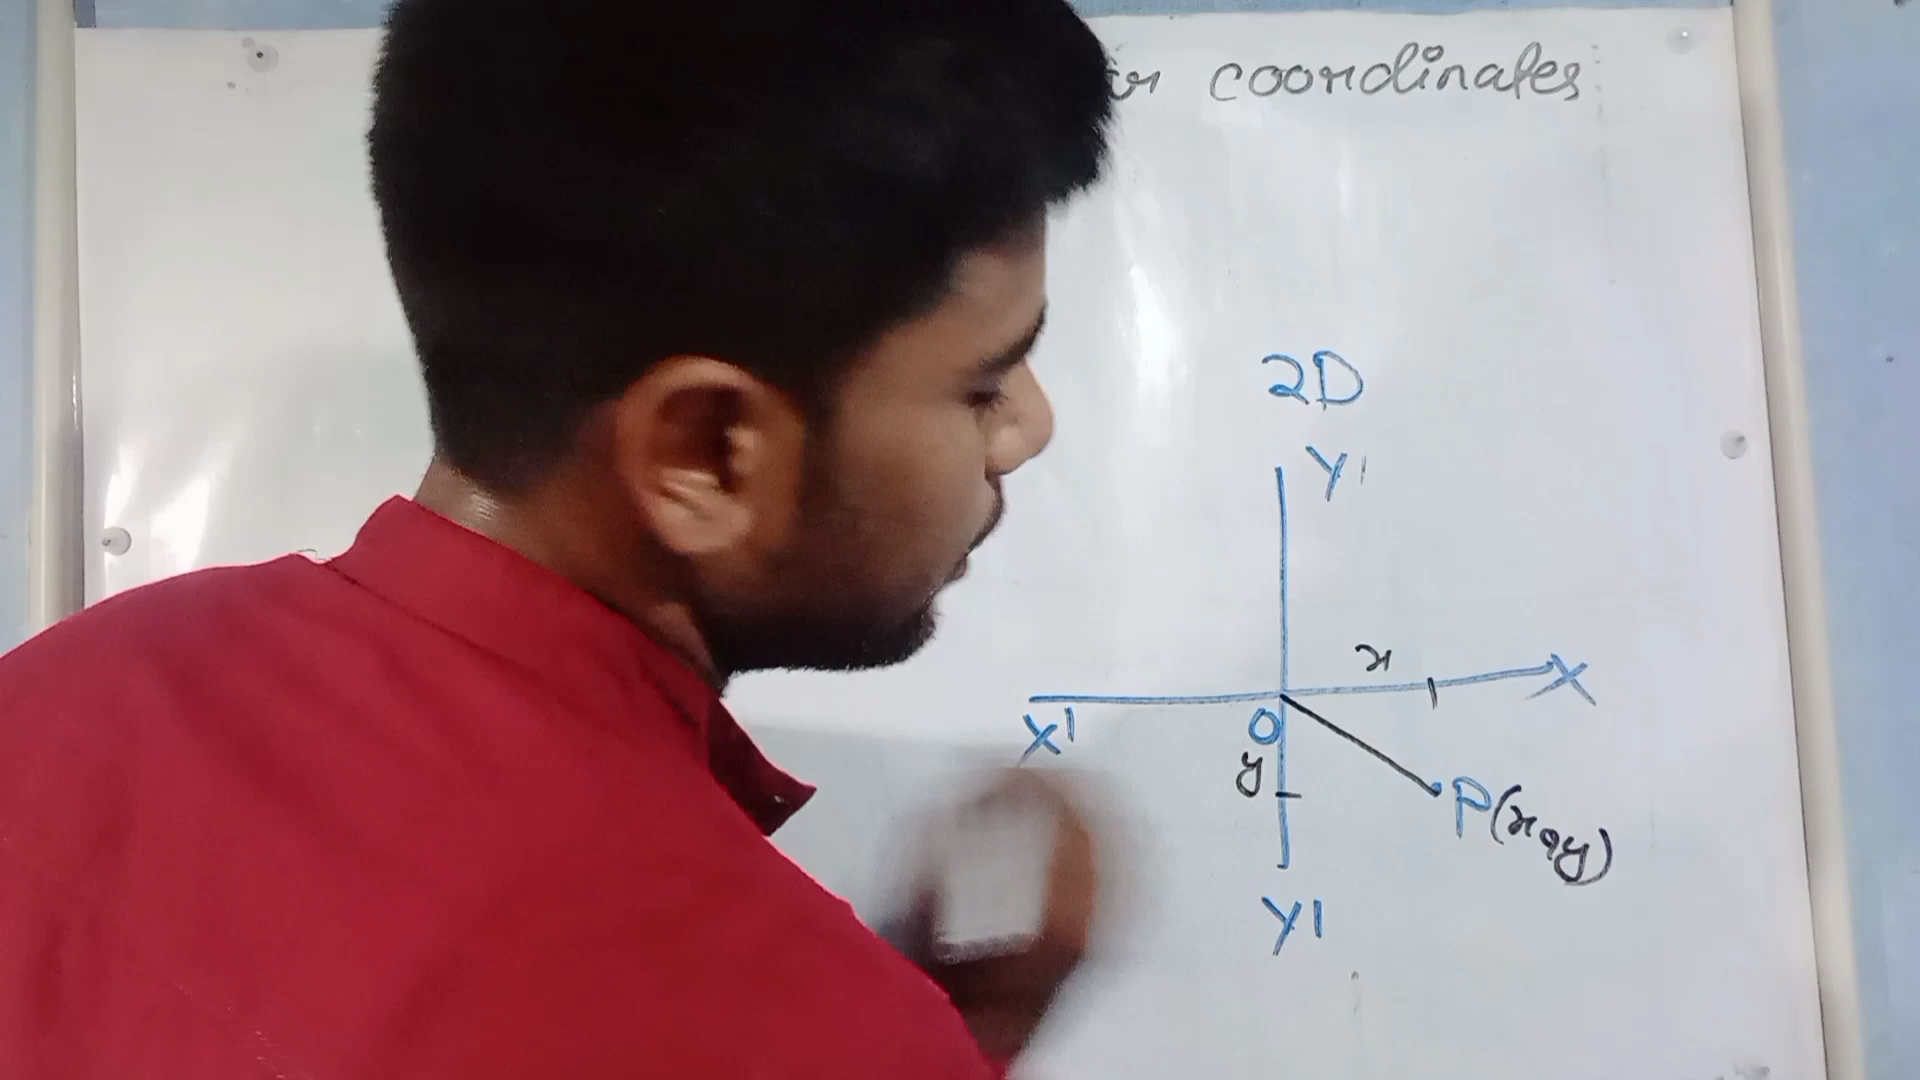 coordinates
2D
Y'
x
X
X'
O
y
P(x,y)
Y'